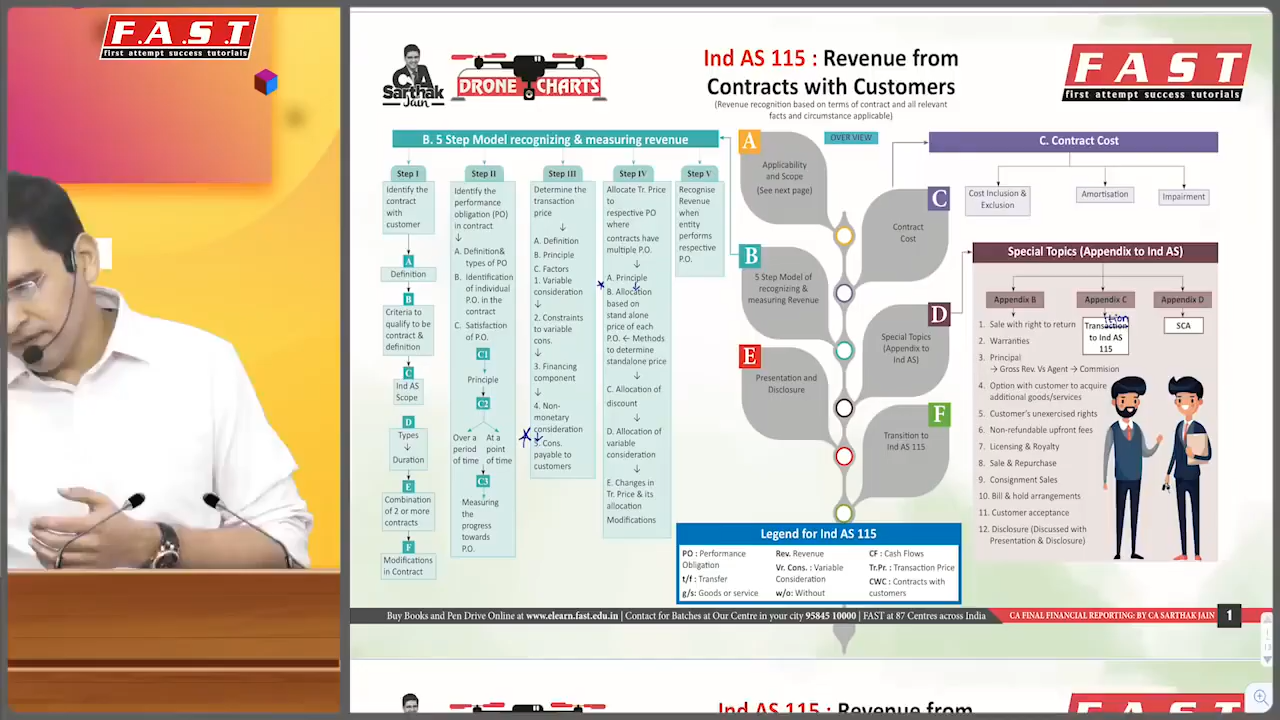 F.A.S.T
first attempt success tutorials
CA
Sarthak
Jain
DRONE CHARTS
Ind AS 115 : Revenue from
Contracts with Customers
(Revenue recognition based on terms of contract and all relevant
facts and circumstance applicable)
FAST
first attempt success tutorials
B. 5 Step Model recognizing & measuring revenue
Step I
Identify the
contract
with
customer
A
Definition
B
Criteria to
qualify to be
contract &
definition
C
Ind AS
Scope
D
Types
↓
Duration
E
Combination
of 2 or more
contracts
F
Modifications
in Contract
Step II
Identify the
performance
obligation (PO)
in contract
↓
A. Definition&
types of PO
B. Identification
of individual
P.O. in the
contract
C. Satisfaction
of P.O.
C1
Principle
C2
Over a
period
of time
At a
point
of time
C3
Measuring
the
progress
towards
P.O.
Step III
Determine the
transaction
price
↓
A. Definition
B. Principle
C. Factors
1. Variable
consideration
↓
2. Constraints
to variable
cons.
↓
3. Financing
component
↓
4. Non-
monetary
consideration
5. Cons.
payable to
customers
Step IV
Allocate Tr. Price
to
respective PO
where
contracts have
multiple P.O.
↓
A. Principle
B. Allocation
based on
stand alone
price of each
P.O. ← Methods
to determine
standalone price
↓
C. Allocation of
discount
↓
D. Allocation of
variable
consideration
↓
E. Changes in
Tr. Price & its
allocation
Modifications
Step V
Recognise
Revenue
when
entity
performs
respective
P.O.
OVER VIEW
A
Applicability
and Scope
(See next page)
B
5 Step Model of
recognizing &
measuring Revenue
C
Contract
Cost
D
Special Topics
(Appendix to
Ind AS)
E
Presentation and
Disclosure
F
Transition to
Ind AS 115
C. Contract Cost
Cost Inclusion &
Exclusion
Amortisation
Impairment
Special Topics (Appendix to Ind AS)
Appendix B
1. Sale with right to return
2. Warranties
3. Principal
→ Gross Rev. Vs Agent → Commision
4. Option with customer to acquire
additional goods/services
5. Customer's unexercised rights
6. Non-refundable upfront fees
7. Licensing & Royalty
8. Sale & Repurchase
9. Consignment Sales
10. Bill & hold arrangements
11. Customer acceptance
12. Disclosure (Discussed with
Presentation & Disclosure)
Appendix C
tion
Transaction
to Ind AS
115
Appendix D
SCA
Legend for Ind AS 115
PO : Performance
Obligation
t/f : Transfer
g/s: Goods or service
Rev. Revenue
Vr. Cons. : Variable
Consideration
w/o: Without
CF : Cash Flows
Tr.Pr. : Transaction Price
CWC : Contracts with
customers
Buy Books and Pen Drive Online at www.elearn.fast.edu.in | Contact for Batches at Our Centre in your city 95845 10000 | FAST at 87 Centres across India
CA FINAL FINANCIAL REPORTING: BY CA SARTHAK JAIN
1
Ind AS 115 : Revenue from
FAST